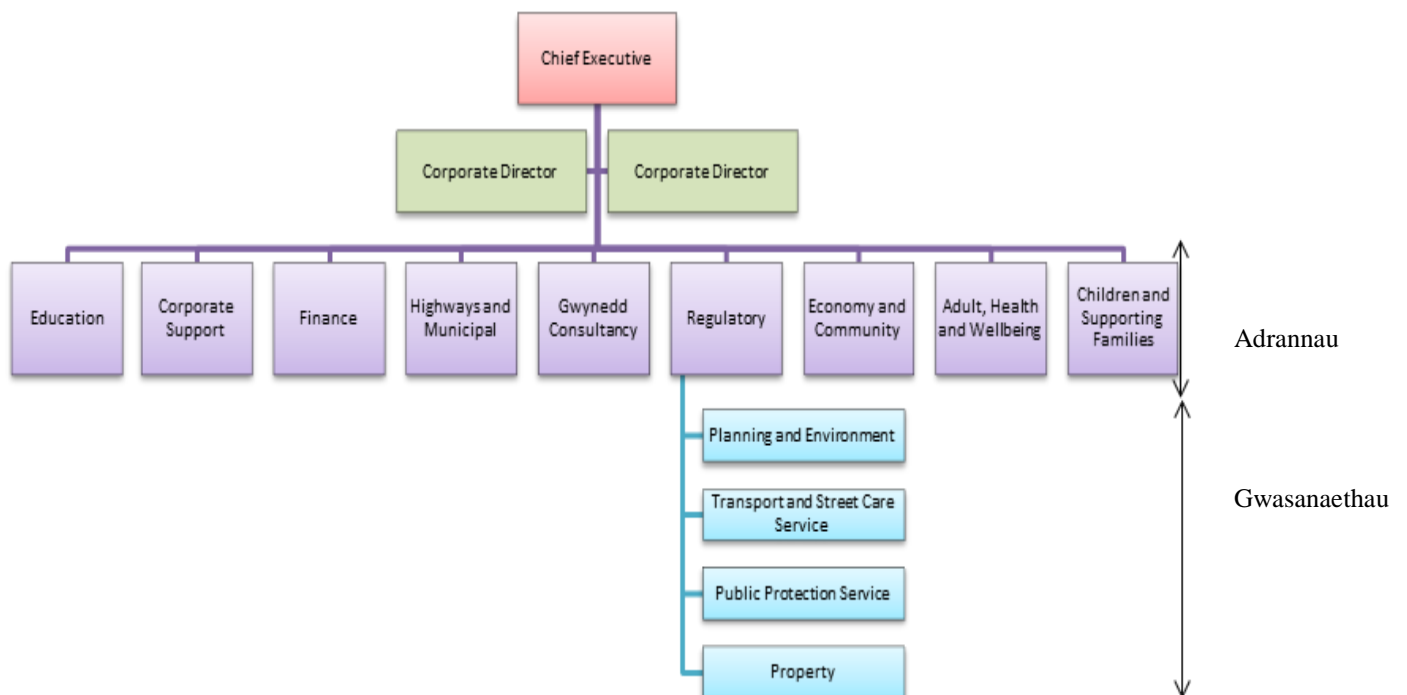 Chief Executive
Corporate Director
Corporate Director
Education
Corporate
Support
Finance
Highways and
Municipal
Gwynedd
Consultancy
Regulatory
Economy and
Community
Adult, Health
and Wellbeing
Children and
Supporting
Families
Adrannau
Planning and Environment
Transport and Street Care
Service
Gwasanaethau
Public Protection Service
Property